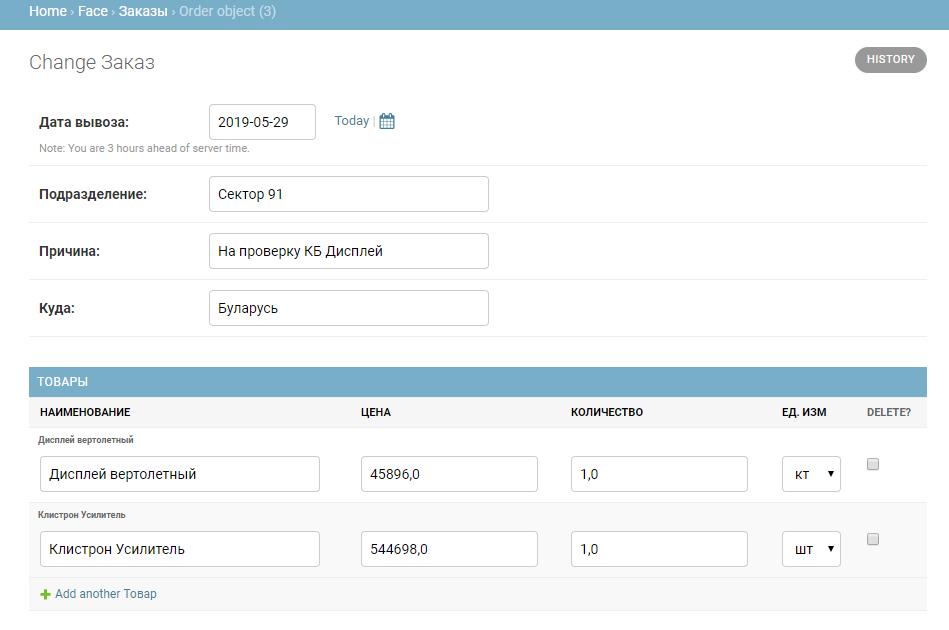 Home › Face › Заказы › Order object (3)
Change Заказ
HISTORY
Дата вывоза: 2019-05-29 Today |
Note: You are 3 hours ahead of server time.
Подразделение: Сектор 91
Причина: На проверку КБ Дисплей
Куда: Буларусь
ТОВАРЫ
НАИМЕНОВАНИЕ ЦЕНА КОЛИЧЕСТВО ЕД. ИЗМ DELETE?
Дисплей вертолетный
Дисплей вертолетный 45896,0 1,0 кт
Клистрон Усилитель
Клистрон Усилитель 544698,0 1,0 шт
Add another Товар